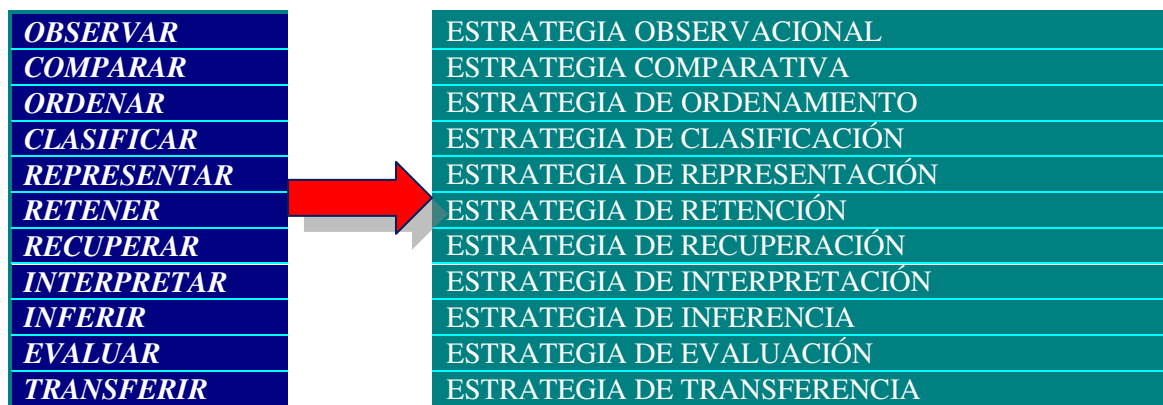 OBSERVAR ESTRATEGIA OBSERVACIONAL
COMPARAR ESTRATEGIA COMPARATIVA
ORDENAR ESTRATEGIA DE ORDENAMIENTO
CLASIFICAR ESTRATEGIA DE CLASIFICACIÓN
REPRESENTAR ESTRATEGIA DE REPRESENTACIÓN
RETENER ESTRATEGIA DE RETENCIÓN
RECUPERAR ESTRATEGIA DE RECUPERACIÓN
INTERPRETAR ESTRATEGIA DE INTERPRETACIÓN
INFERIR ESTRATEGIA DE INFERENCIA
EVALUAR ESTRATEGIA DE EVALUACIÓN
TRANSFERIR ESTRATEGIA DE TRANSFERENCIA